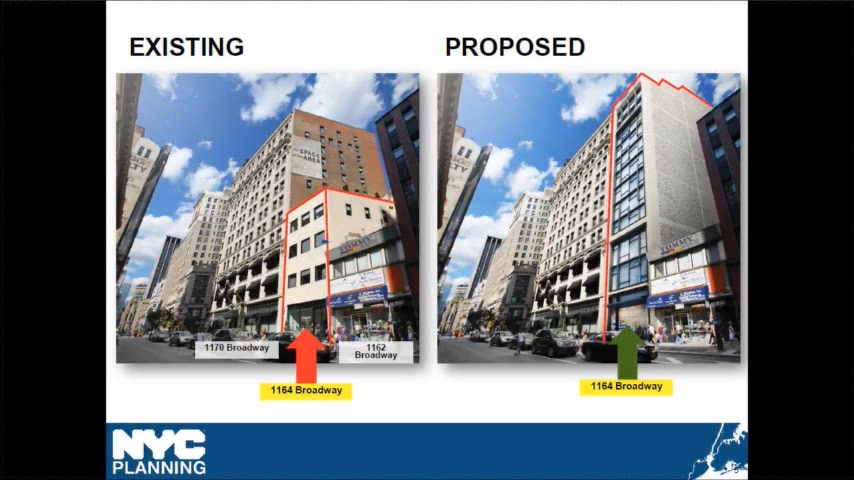 EXISTING
PROPOSED
SPACE
AREA
TOMMY
TOMMY
1170 Broadway
1162
Broadway
1164 Broadway
1164 Broadway
NYC
PLANNING